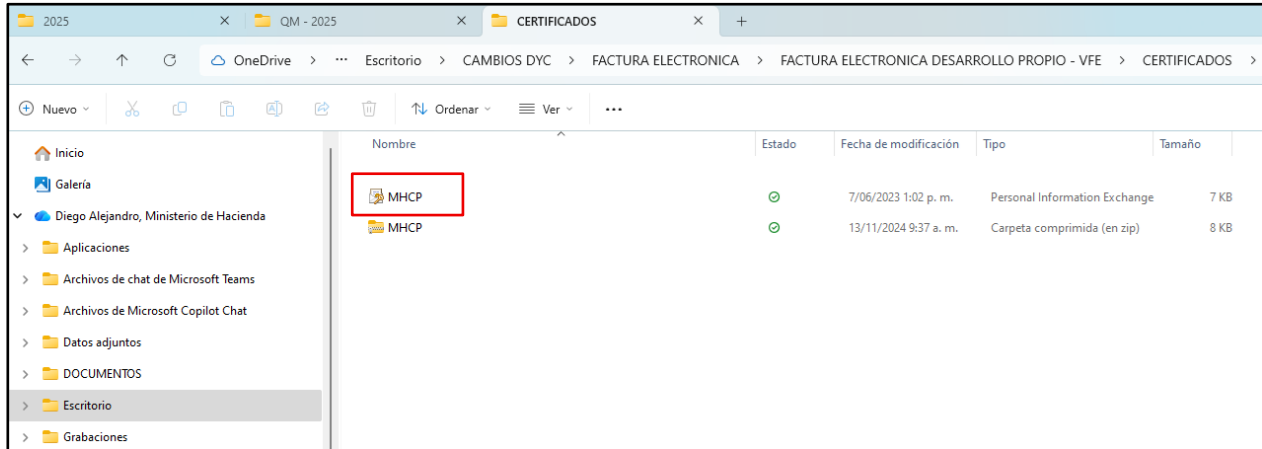 2025
QM - 2025
CERTIFICADOS
OneDrive > ··· Escritorio > CAMBIOS DYC > FACTURA ELECTRONICA > FACTURA ELECTRONICA DESARROLLO PROPIO - VFE > CERTIFICADOS >
Nuevo Ordenar Ver ···
Nombre Estado Fecha de modificación Tipo Tamaño
MHCP 7/06/2023 1:02 p. m. Personal Information Exchange 7 KB
MHCP 13/11/2024 9:37 a. m. Carpeta comprimida (en zip) 8 KB
Inicio
Galería
Diego Alejandro, Ministerio de Hacienda
Aplicaciones
Archivos de chat de Microsoft Teams
Archivos de Microsoft Copilot Chat
Datos adjuntos
DOCUMENTOS
Escritorio
Grabaciones